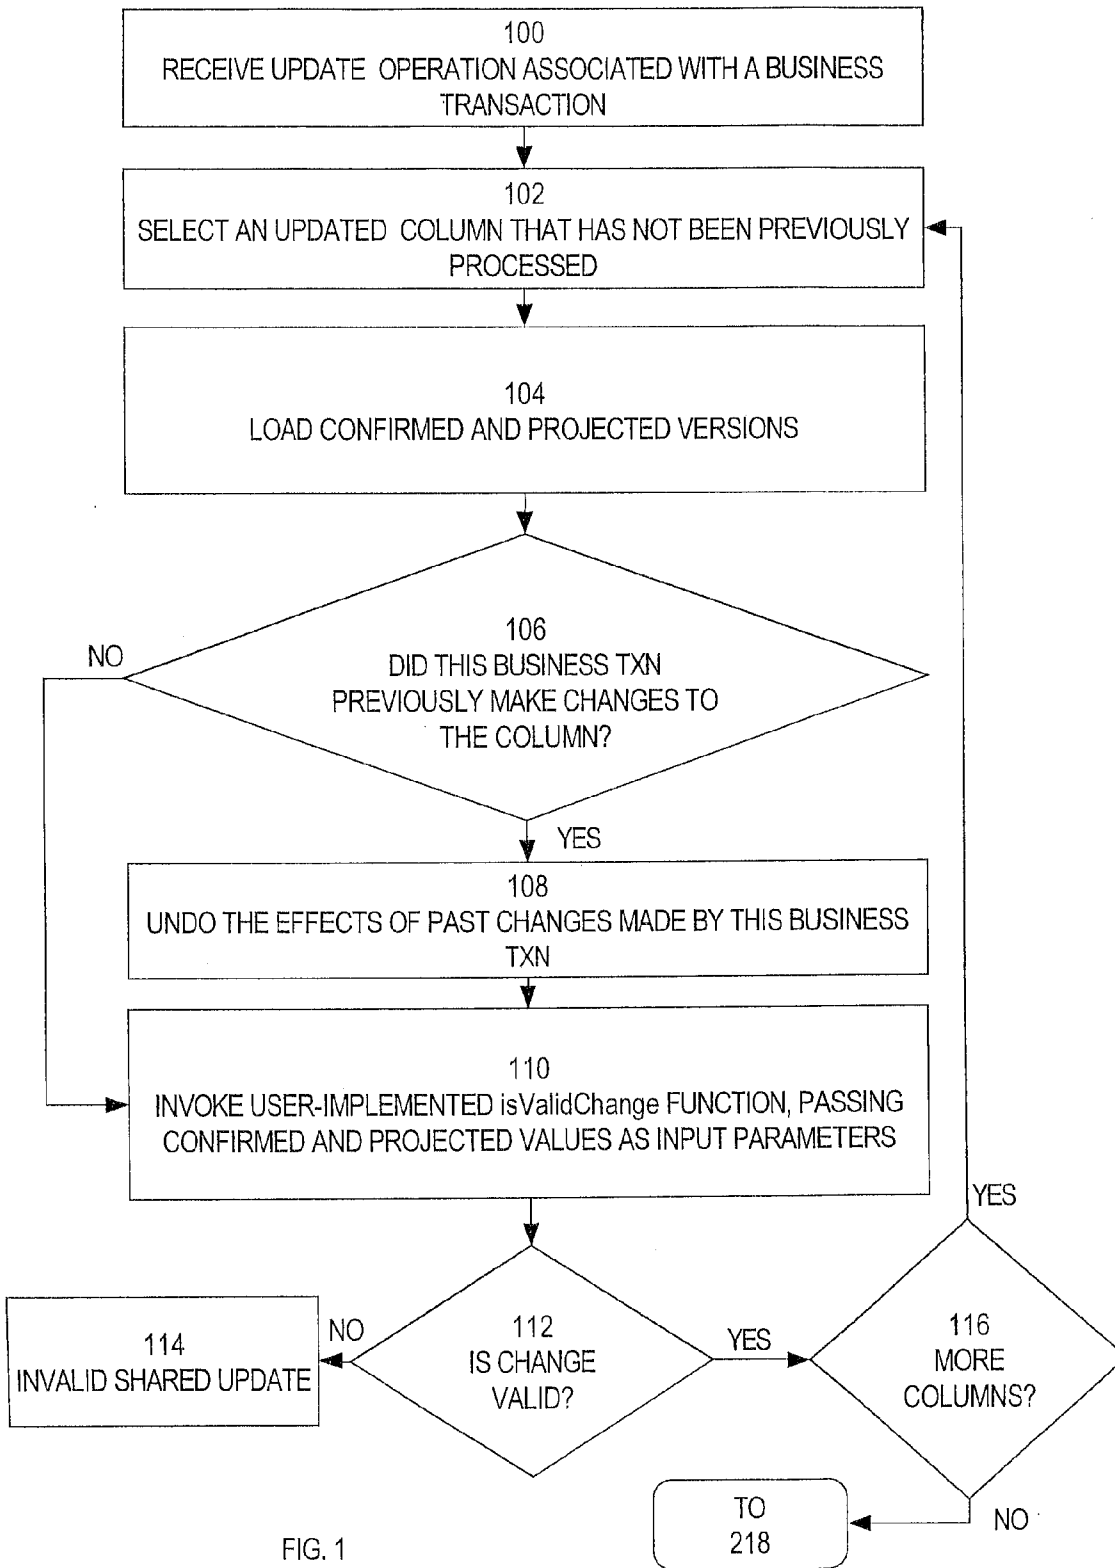 100
RECEIVE UPDATE OPERATION ASSOCIATED WITH A BUSINESS
TRANSACTION
102
SELECT AN UPDATED COLUMN THAT HAS NOT BEEN PREVIOUSLY
PROCESSED
104
LOAD CONFIRMED AND PROJECTED VERSIONS
106
DID THIS BUSINESS TXN
PREVIOUSLY MAKE CHANGES TO
THE COLUMN?
NO
YES
108
UNDO THE EFFECTS OF PAST CHANGES MADE BY THIS BUSINESS
TXN
110
INVOKE USER-IMPLEMENTED isValidChange FUNCTION, PASSING
CONFIRMED AND PROJECTED VALUES AS INPUT PARAMETERS
112
IS CHANGE
VALID?
NO
114
INVALID SHARED UPDATE
YES
116
MORE
COLUMNS?
YES
NO
TO
218
FIG. 1